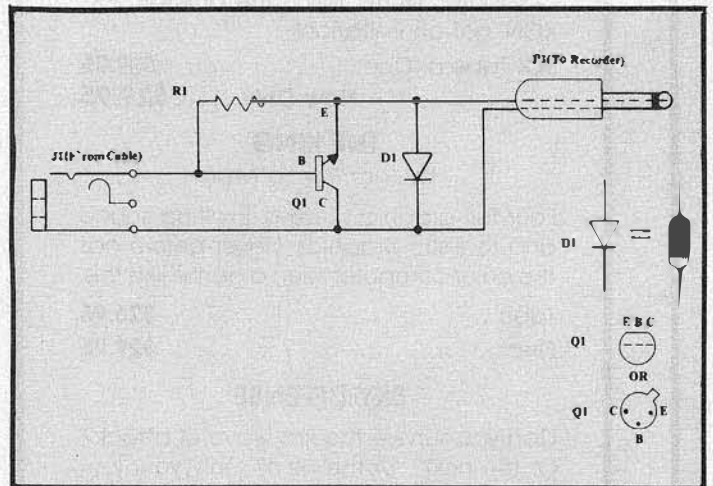 P1(To Recorder)
R1
E
J1(From Cable)
B
D1
Q1
C
D1
E B C
Q1
OR
Q1
C
E
B